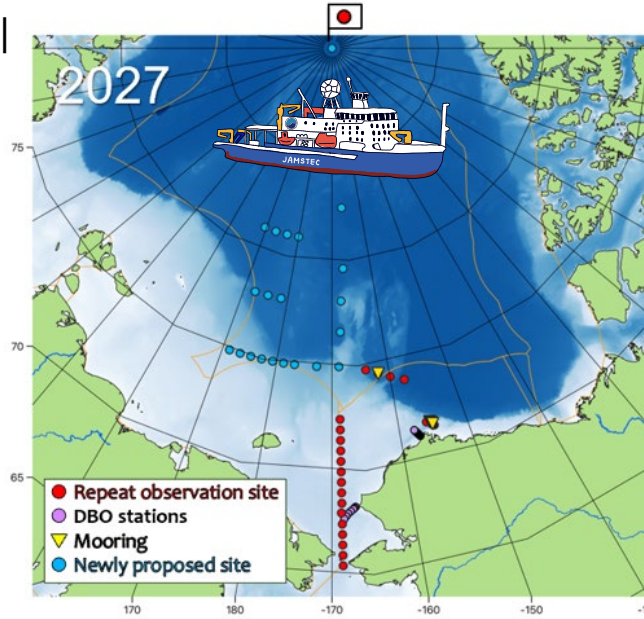 2027
JAMSTEC
75
70
65
Repeat observation site
DBO stations
Mooring
Newly proposed site
170 180 -170 -160 -150